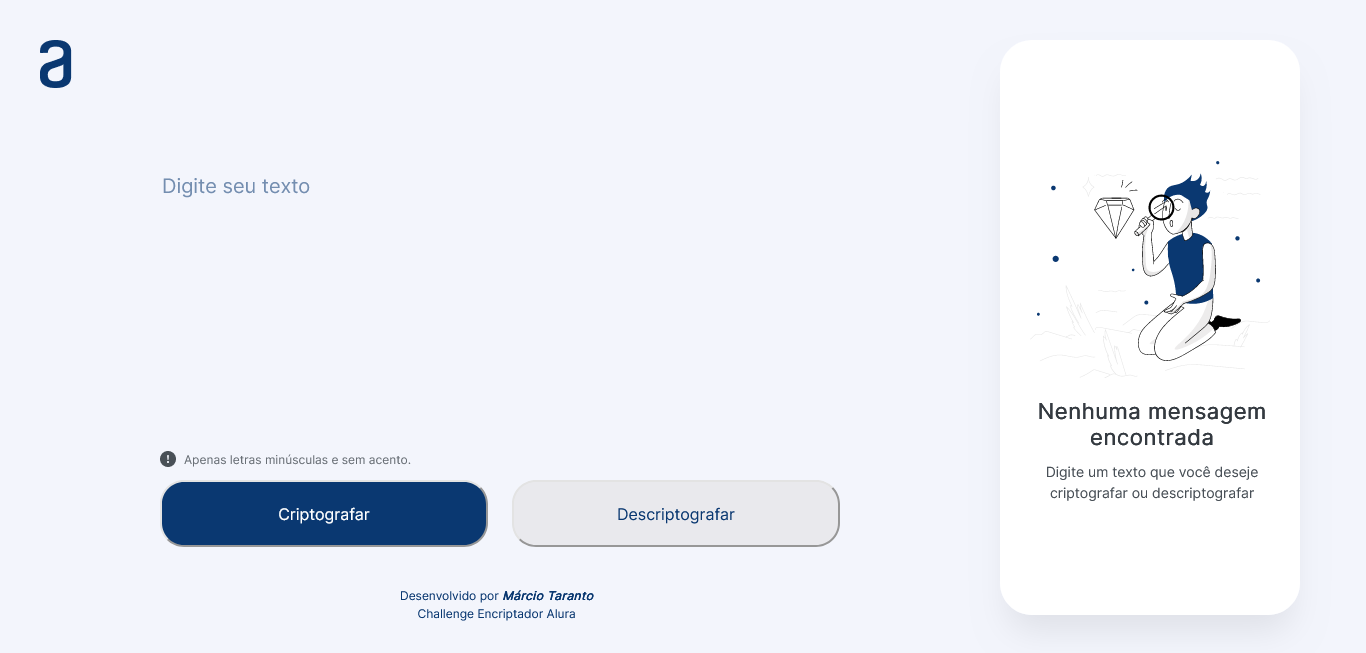 a
Digite seu texto
Apenas letras minúsculas e sem acento.
Criptografar
Descriptografar
Desenvolvido por Márcio Taranto
Challenge Encriptador Alura
Nenhuma mensagem
encontrada
Digite um texto que você deseje
criptografar ou descriptografar